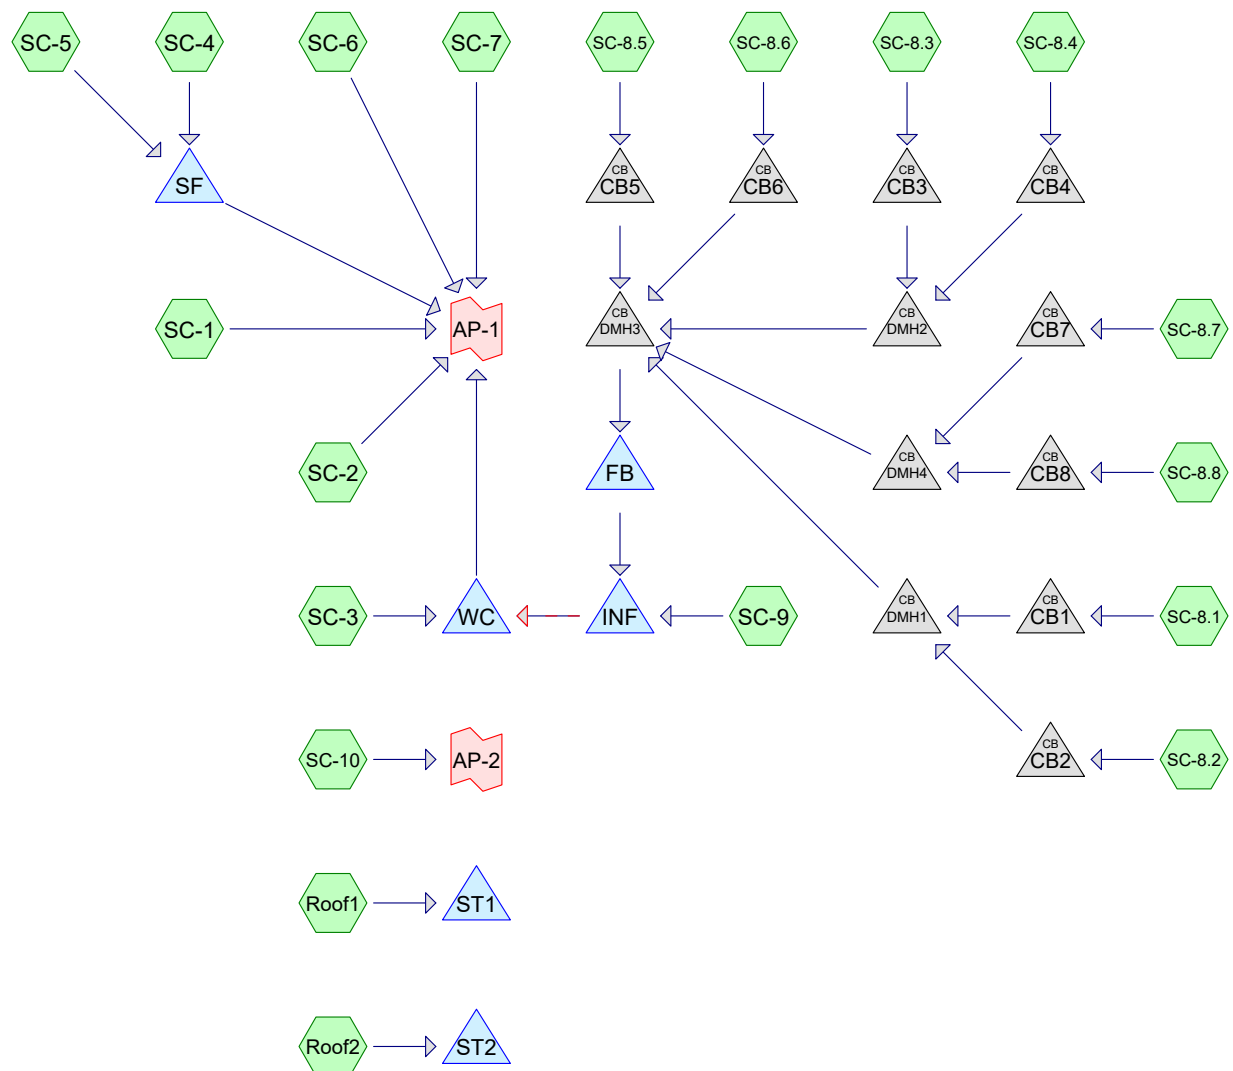 SC-5
SC-4
SC-6
SC-7
SC-8.5
SC-8.6
SC-8.3
SC-8.4
SF
CB
CB5
CB
CB6
CB
CB3
CB
CB4
SC-1
AP-1
CB
DMH3
CB
DMH2
CB
CB7
SC-8.7
SC-2
FB
CB
DMH4
CB
CB8
SC-8.8
SC-3
WC
INF
SC-9
CB
DMH1
CB
CB1
SC-8.1
SC-10
AP-2
CB
CB2
SC-8.2
Roof1
ST1
Roof2
ST2